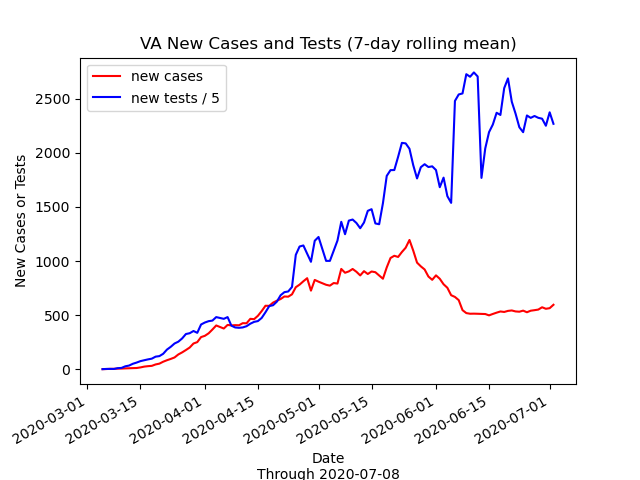 VA New Cases and Tests (7-day rolling mean)
new cases
new tests / 5
New Cases or Tests
2500
2000
1500
1000
500
0
2020-03-01
2020-03-15
2020-04-01
2020-04-15
2020-05-01
2020-05-15
2020-06-01
2020-06-15
2020-07-01
Date
Through 2020-07-08